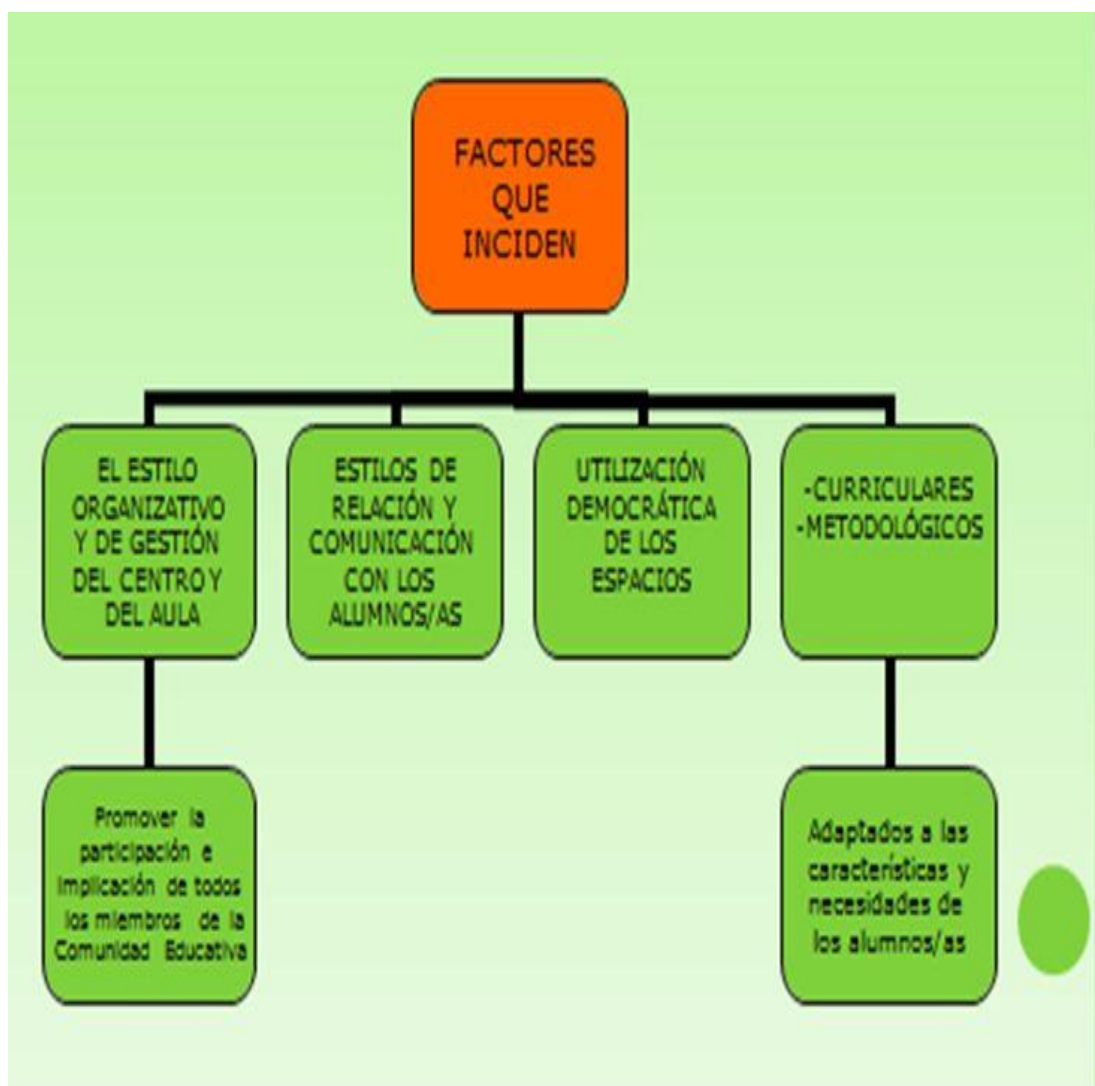 FACTORES
QUE
INCIDEN
EL ESTILO
ORGANIZATIVO
Y DE GESTIÓN
DEL CENTRO Y
DEL AULA
ESTILOS DE
RELACIÓN Y
COMUNICACIÓN
CON LOS
ALUMNOS/AS
UTILIZACIÓN
DEMOCRÁTICA
DE LOS
ESPACIOS
-CURRICULARES
-METODOLÓGICOS
Promover la
participación e
implicación de todos
los miembros de la
Comunidad Educativa
Adaptados a las
características y
necesidades de
los alumnos/as